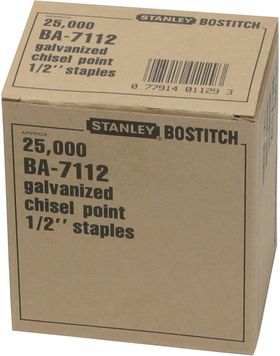 STANLEY BOSTITCH
25,000
BA-7112
galvanized
chisel point
1/2" staples
0 77914 01129 3
APPROX
STANLEY BOSTITCH
25,000
BA-7112
galvanized
chisel point
1/2'' staples